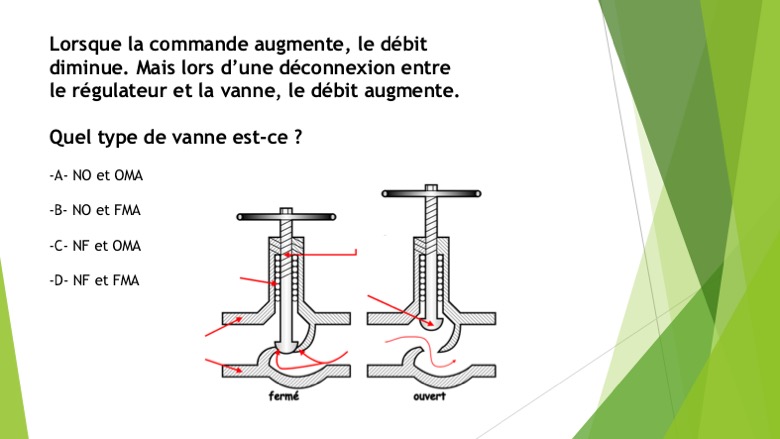 Lorsque la commande augmente, le débit
diminue. Mais lors d’une déconnexion entre
le régulateur et la vanne, le débit augmente.
Quel type de vanne est-ce ?
-A- NO et OMA
-B- NO et FMA
-C- NF et OMA
-D- NF et FMA
fermé
ouvert